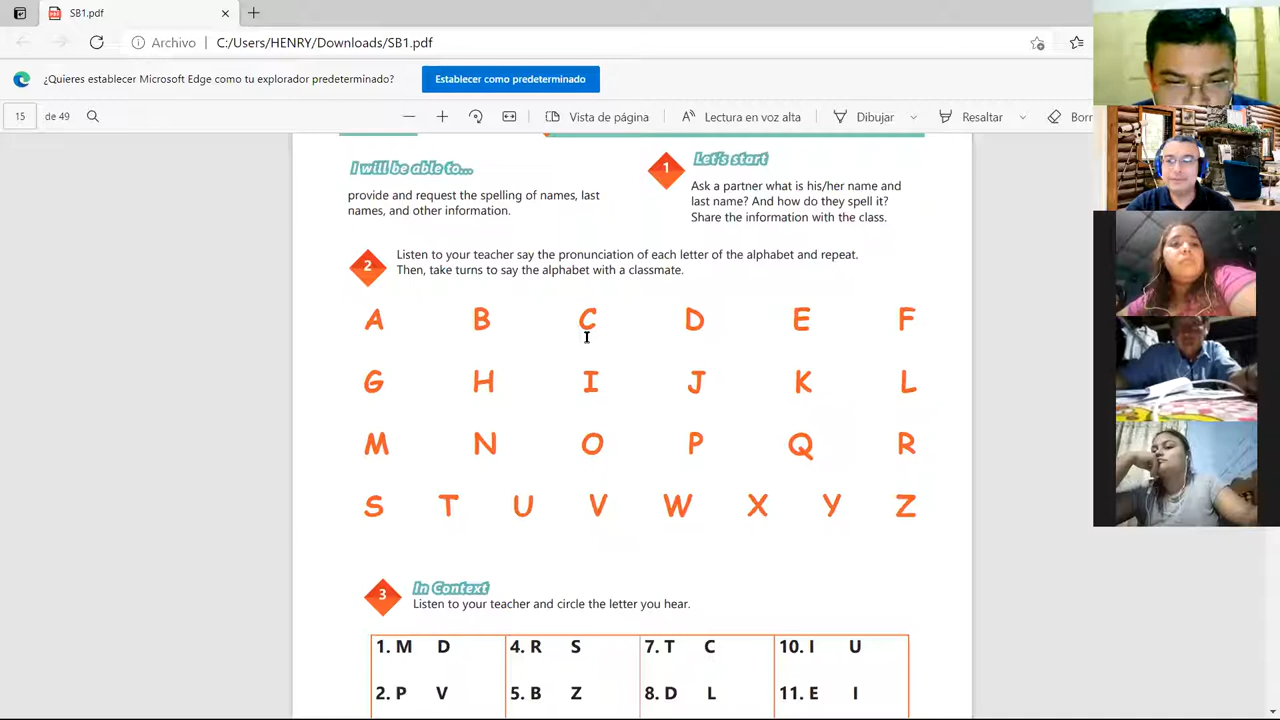 SB1.pdf
Archivo C:/Users/HENRY/Downloads/SB1.pdf
¿Quieres establecer Microsoft Edge como tu explorador predeterminado? Establecer como predeterminado
15 de 49 Vista de página Lectura en voz alta Dibujar Resaltar Borr
I will be able to...
provide and request the spelling of names, last
names, and other information.
1 Let's start
Ask a partner what is his/her name and
last name? And how do they spell it?
Share the information with the class.
2 Listen to your teacher say the pronunciation of each letter of the alphabet and repeat.
Then, take turns to say the alphabet with a classmate.
A B C D E F
G H I J K L
M N O P Q R
S T U V W X Y Z
3 In Context
Listen to your teacher and circle the letter you hear.
1. M D 4. R S 7. T C 10. I U
2. P V 5. B Z 8. D L 11. E I